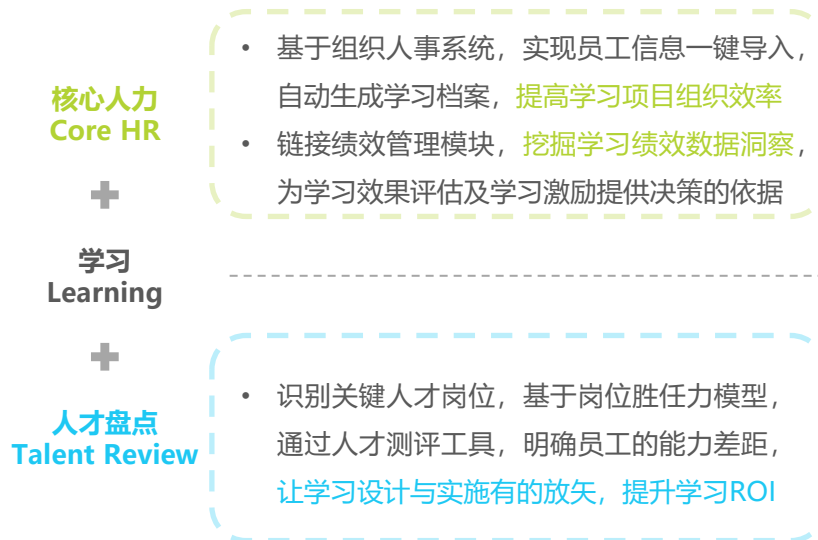 核心人力
Core HR
• 基于组织人事系统，实现员工信息一键导入，
自动生成学习档案，提高学习项目组织效率
• 链接绩效管理模块，挖掘学习绩效数据洞察，
为学习效果评估及学习激励提供决策的依据
学习
Learning
人才盘点
Talent Review
• 识别关键人才岗位，基于岗位胜任力模型，
通过人才测评工具，明确员工的能力差距，
让学习设计与实施有的放矢，提升学习ROI